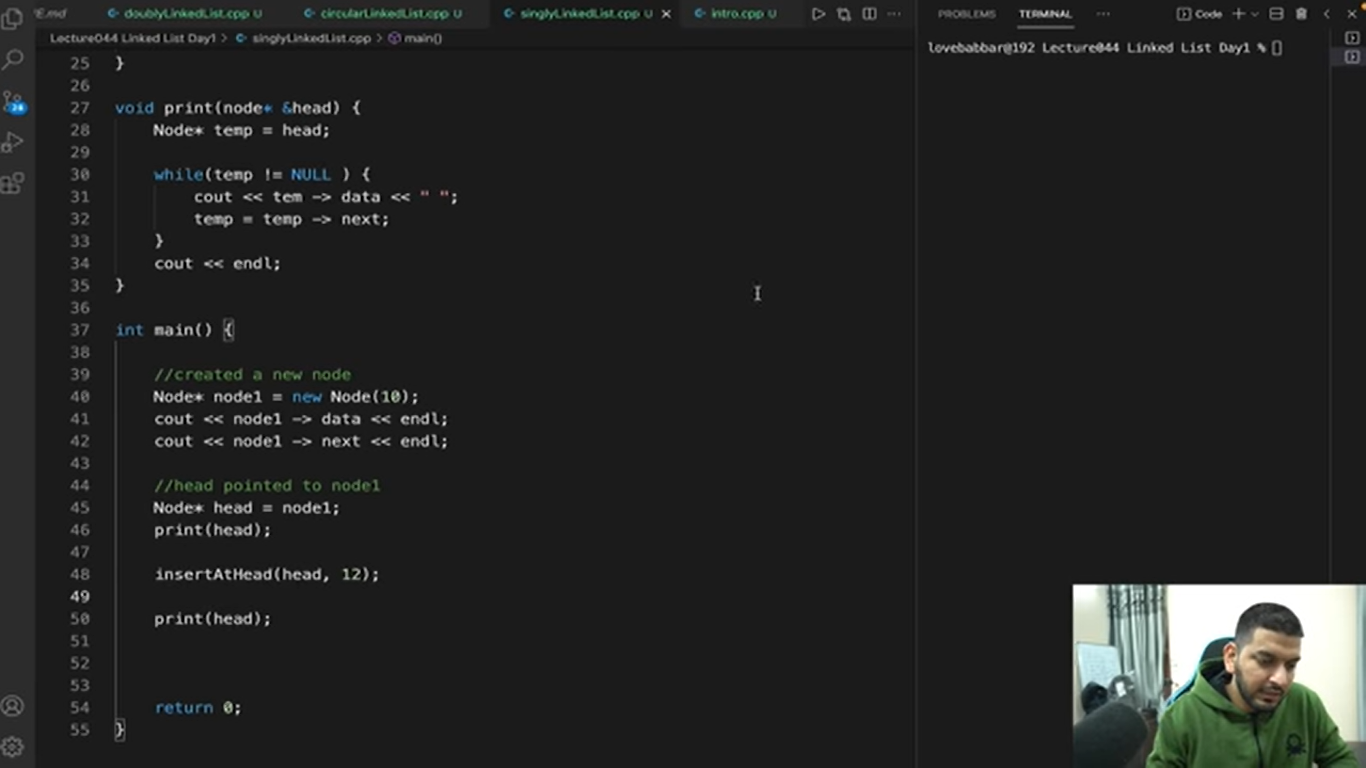 E.md doublyLinkedList.cpp U circularLinkedList.cpp U singlyLinkedList.cpp U intro.cpp U
PROBLEMS TERMINAL Code
Lecture044 Linked List Day1 > singlyLinkedList.cpp > main()
lovebabbar@192 Lecture044 Linked List Day1 %
25 }
26
27 void print(node* &head) {
28 Node* temp = head;
29
30 while(temp != NULL ) {
31 cout << tem -> data << " ";
32 temp = temp -> next;
33 }
34 cout << endl;
35 }
36
37 int main() {
38
39 //created a new node
40 Node* node1 = new Node(10);
41 cout << node1 -> data << endl;
42 cout << node1 -> next << endl;
43
44 //head pointed to node1
45 Node* head = node1;
46 print(head);
47
48 insertAtHead(head, 12);
49
50 print(head);
51
52
53
54 return 0;
55 }